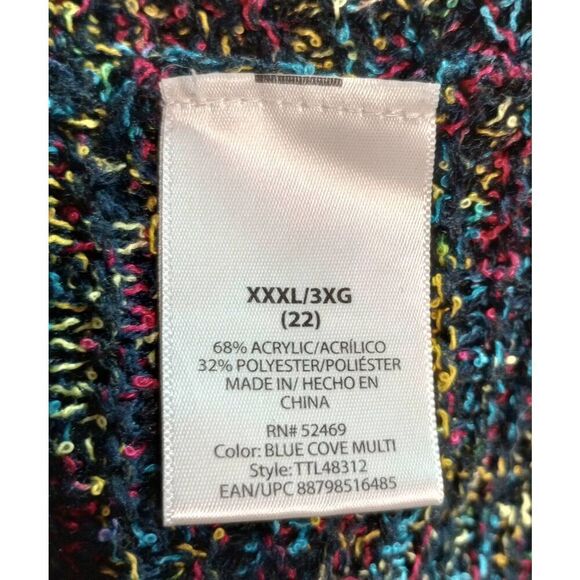 XXXL/3XG
(22)
68% ACRYLIC/ACRÍLICO
32% POLYESTER/POLIÉSTER
MADE IN/ HECHO EN
CHINA
RN# 52469
Color: BLUE COVE MULTI
Style: TTL48312
EAN/UPC 88798516485